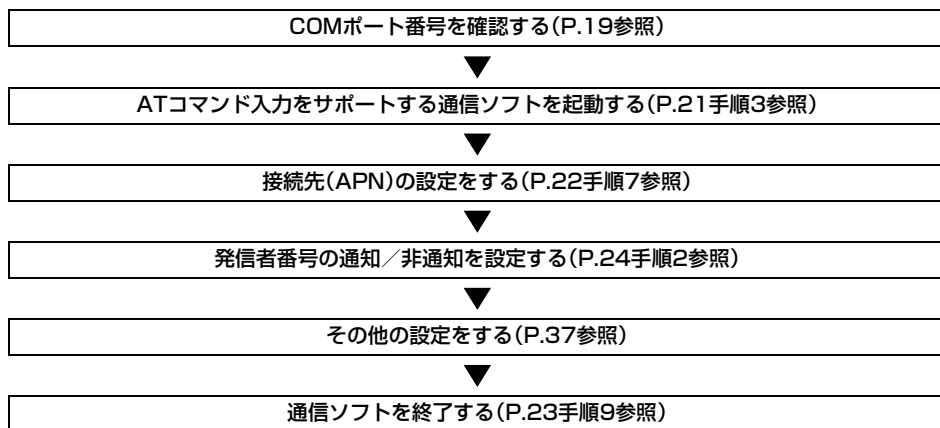 COMポート番号を確認する(P.19参照)
ATコマンド入力をサポートする通信ソフトを起動する(P.21手順3参照)
接続先(APN)の設定をする(P.22手順7参照)
発信者番号の通知／非通知を設定する(P.24手順2参照)
その他の設定をする(P.37参照)
通信ソフトを終了する(P.23手順9参照)